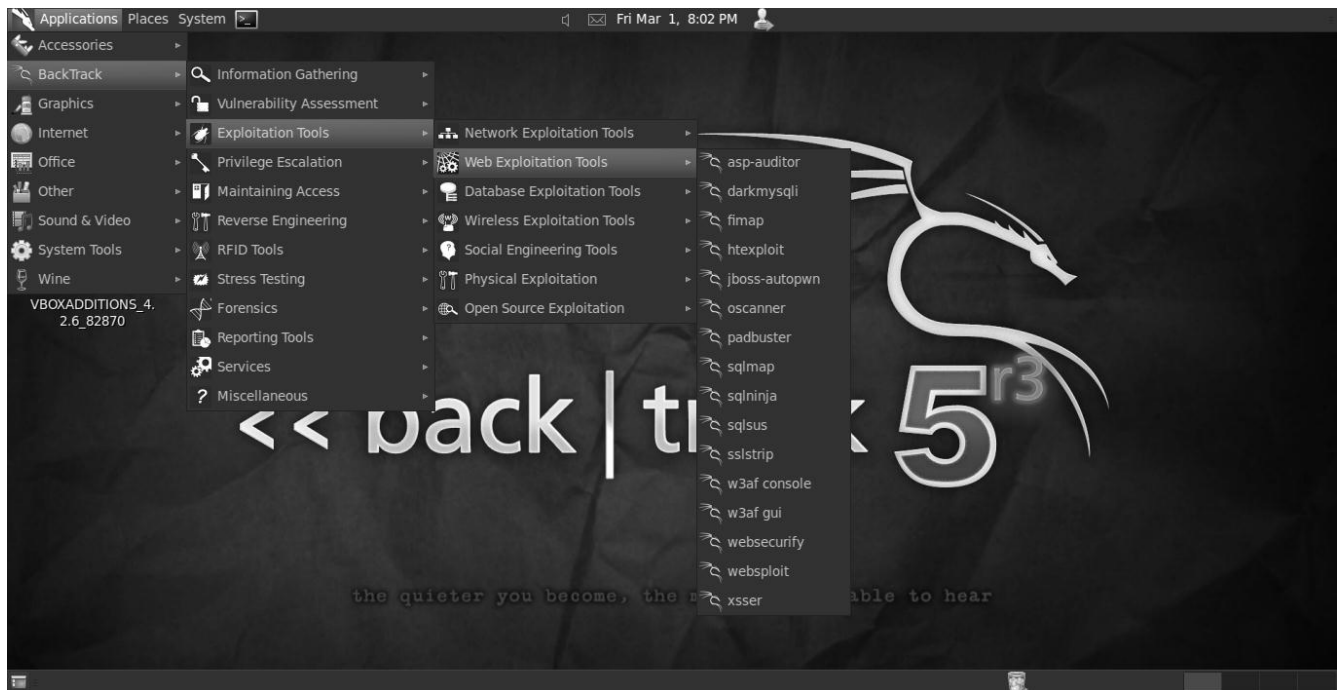 Applications Places System Fri Mar 1, 8:02 PM
Accessories
BackTrack
Graphics
Internet
Office
Other
Sound & Video
System Tools
Wine
VBOXADDITIONS_4.
2.6_82870
Information Gathering
Vulnerability Assessment
Exploitation Tools
Privilege Escalation
Maintaining Access
Reverse Engineering
RFID Tools
Stress Testing
Forensics
Reporting Tools
Services
Miscellaneous
Network Exploitation Tools
Web Exploitation Tools
Database Exploitation Tools
Wireless Exploitation Tools
Social Engineering Tools
Physical Exploitation
Open Source Exploitation
asp-auditor
darkmysqli
fimap
htexploit
jboss-autopwn
oscanner
padbuster
sqlmap
sqlninja
sqlsus
sslstrip
w3af console
w3af gui
websecurify
websploit
xsser
<< back | 5 r3
the quieter you become, the able to hear